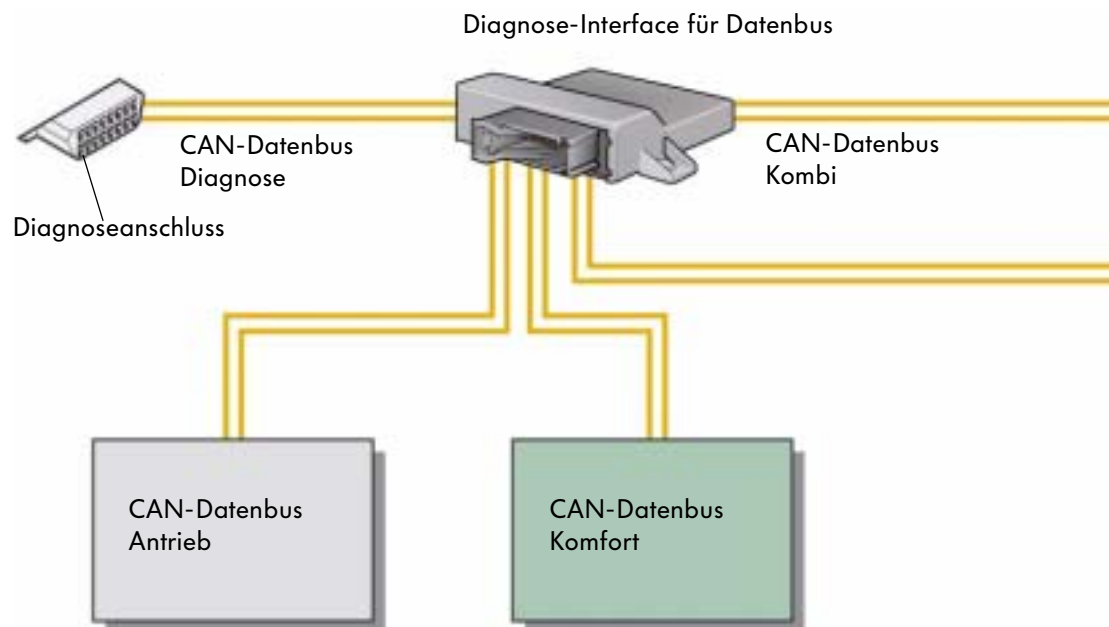 Diagnose-Interface für Datenbus
CAN-Datenbus
Diagnose
CAN-Datenbus
Kombi
Diagnoseanschluss
CAN-Datenbus
Antrieb
CAN-Datenbus
Komfort